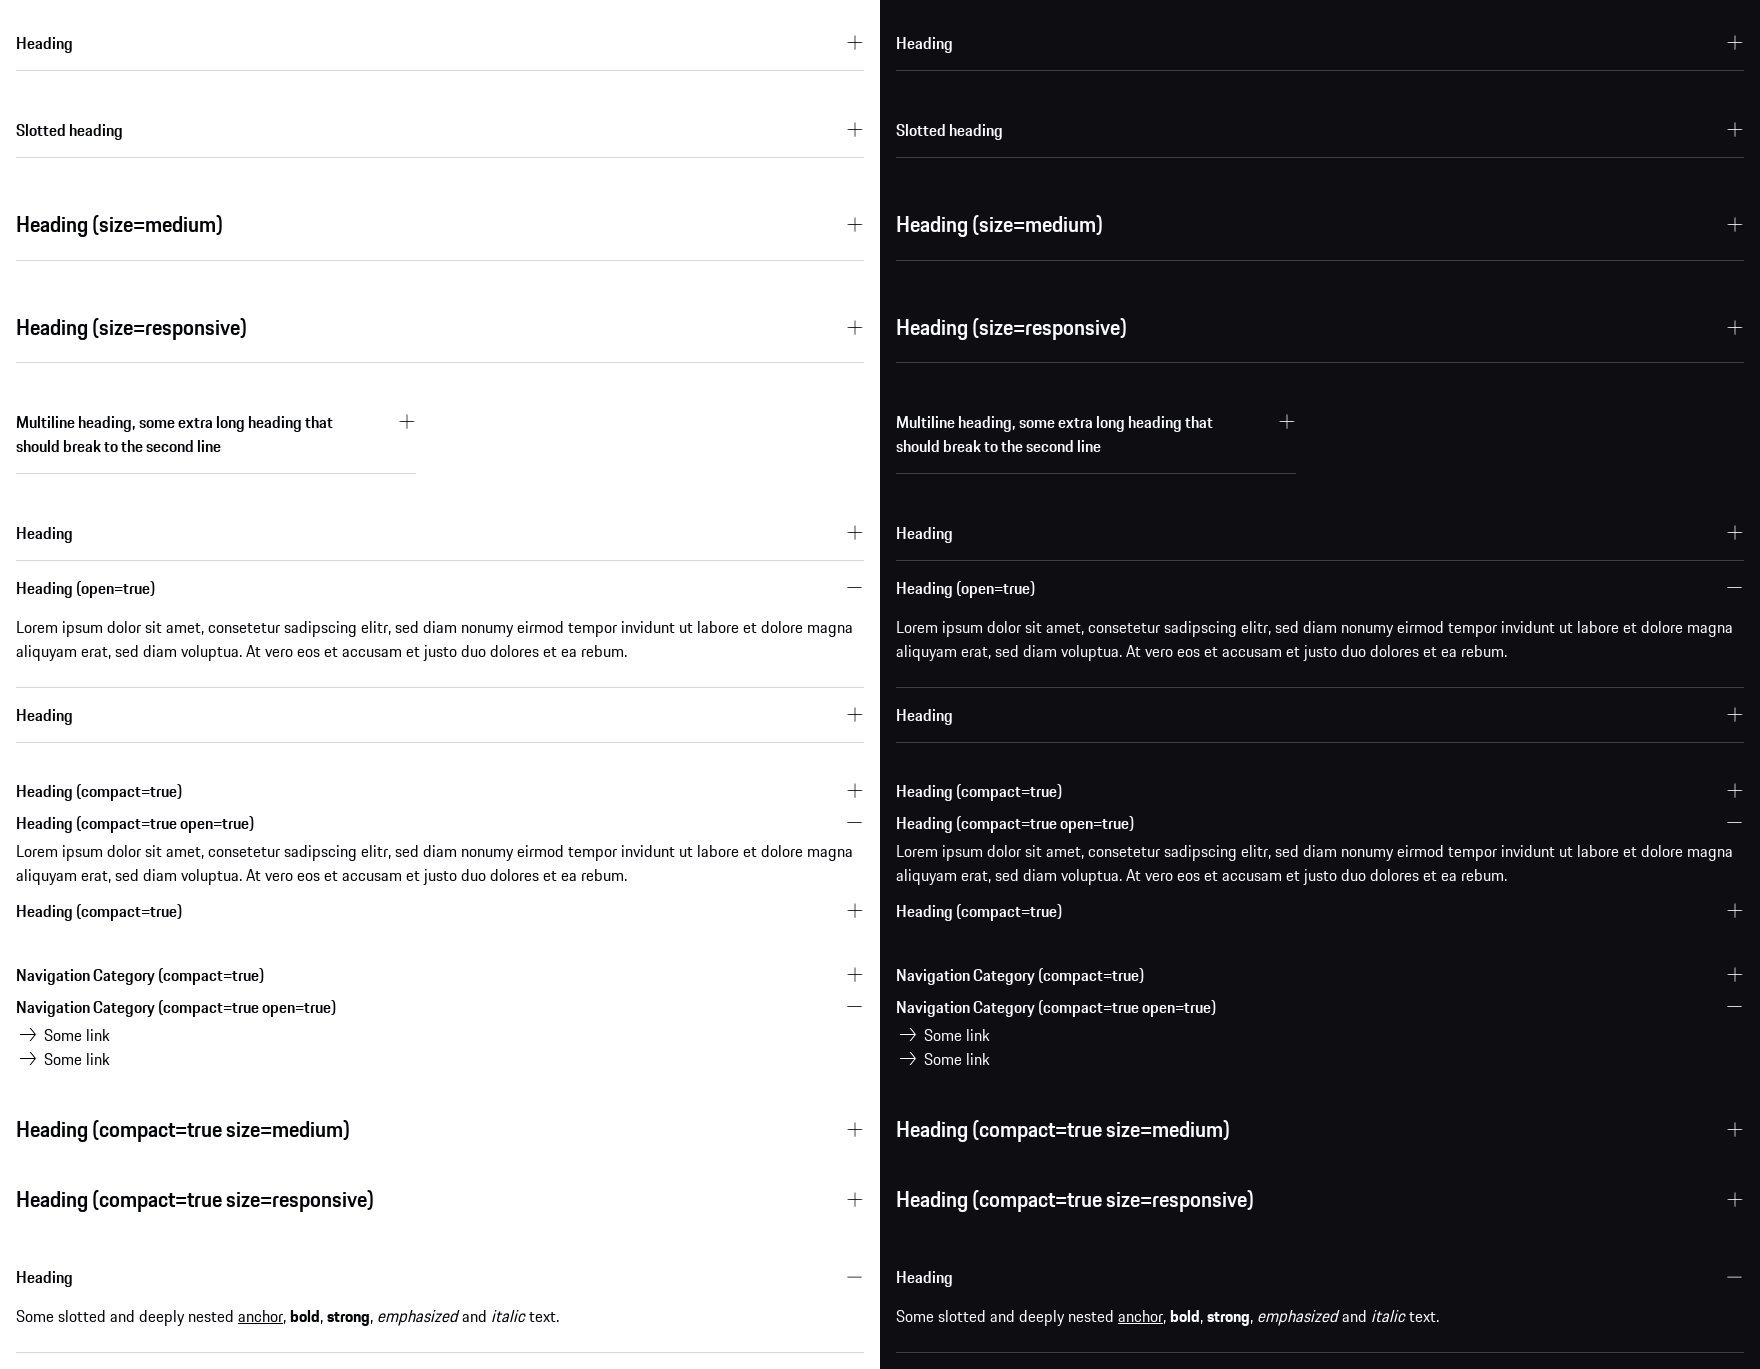 Heading
Slotted heading
Heading (size=medium)
Heading (size=responsive)
Multiline heading, some extra long heading that
should break to the second line
Heading
Heading (open=true)
Lorem ipsum dolor sit amet, consetetur sadipscing elitr, sed diam nonumy eirmod tempor invidunt ut labore et dolore magna
aliquyam erat, sed diam voluptua. At vero eos et accusam et justo duo dolores et ea rebum.
Heading
Heading (compact=true)
Heading (compact=true open=true)
Lorem ipsum dolor sit amet, consetetur sadipscing elitr, sed diam nonumy eirmod tempor invidunt ut labore et dolore magna
aliquyam erat, sed diam voluptua. At vero eos et accusam et justo duo dolores et ea rebum.
Heading (compact=true)
Navigation Category (compact=true)
Navigation Category (compact=true open=true)
Some link
Some link
Heading (compact=true size=medium)
Heading (compact=true size=responsive)
Heading
Some slotted and deeply nested anchor, bold, strong, emphasized and italic text.
Heading
Slotted heading
Heading (size=medium)
Heading (size=responsive)
Multiline heading, some extra long heading that
should break to the second line
Heading
Heading (open=true)
Lorem ipsum dolor sit amet, consetetur sadipscing elitr, sed diam nonumy eirmod tempor invidunt ut labore et dolore magna
aliquyam erat, sed diam voluptua. At vero eos et accusam et justo duo dolores et ea rebum.
Heading
Heading (compact=true)
Heading (compact=true open=true)
Lorem ipsum dolor sit amet, consetetur sadipscing elitr, sed diam nonumy eirmod tempor invidunt ut labore et dolore magna
aliquyam erat, sed diam voluptua. At vero eos et accusam et justo duo dolores et ea rebum.
Heading (compact=true)
Navigation Category (compact=true)
Navigation Category (compact=true open=true)
Some link
Some link
Heading (compact=true size=medium)
Heading (compact=true size=responsive)
Heading
Some slotted and deeply nested anchor, bold, strong, emphasized and italic text.